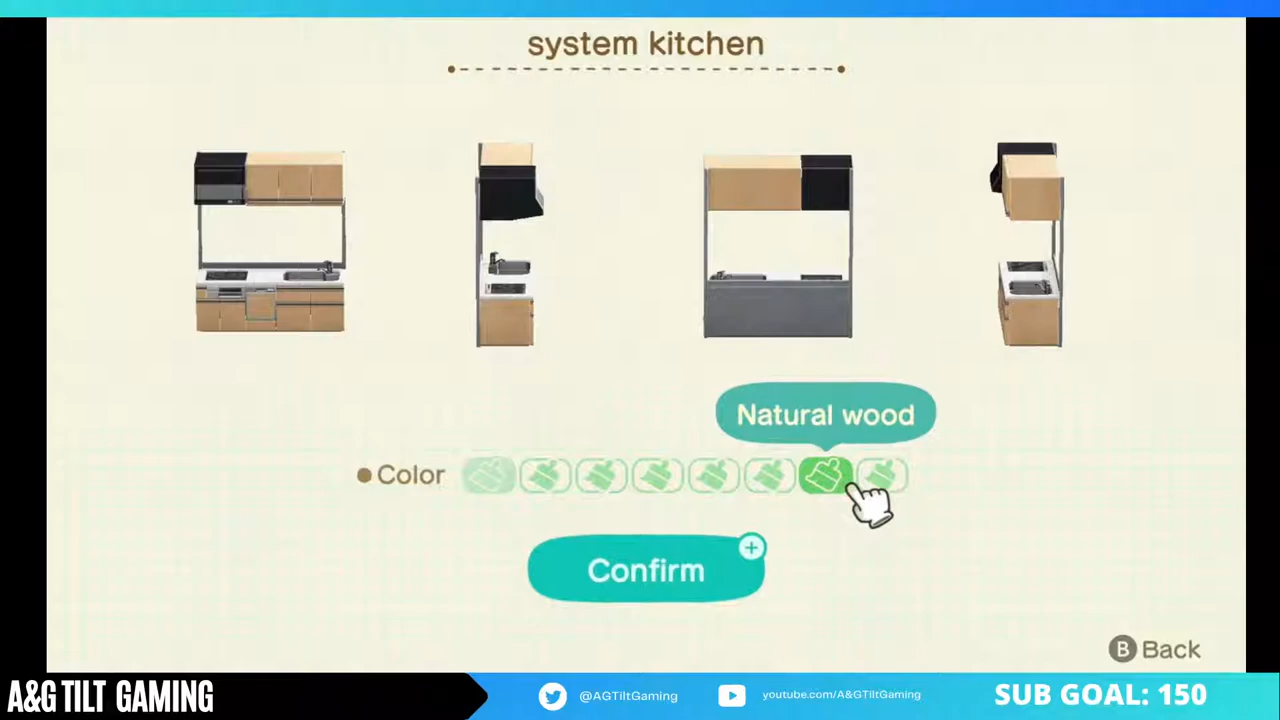 system kitchen
Natural wood
Color
Confirm
B Back
A&G TILT GAMING
@AGTiltGaming
youtube.com/A&GTiltGaming
SUB GOAL: 150